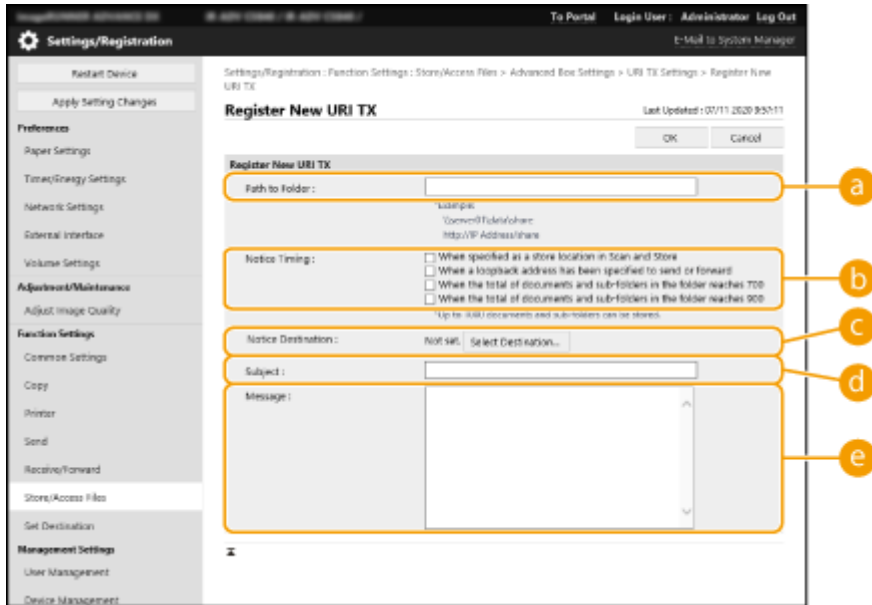 To Portal Login User : Administrator Log Out
Settings/Registration
E-Mail to System Manager
Restart Device
Apply Setting Changes
Preferences
Paper Settings
Timer/Energy Settings
Network Settings
External Interface
Volume Settings
Adjustment/Maintenance
Adjust Image Quality
Function Settings
Common Settings
Copy
Printer
Send
Receive/Forward
Store/Access Files
Set Destination
Management Settings
User Management
Device Management
Settings/Registration : Function Settings : Store/Access Files > Advanced Box Settings > URI TX Settings > Register New
URI TX
Register New URI TX
Last Updated : 07/11 2020 9:57:11
OK Cancel
Register New URI TX
Path to Folder :
a
*Example:
\\server01\data\share
http://IP Address/share
Notice Timing :
When specified as a store location in Scan and Store
When a loopback address has been specified to send or forward
When the total of documents and sub-folders in the folder reaches 700
When the total of documents and sub-folders in the folder reaches 900
b
*Up to 1000 documents and sub-folders can be stored.
Notice Destination :
Not set. Select Destination...
c
Subject :
d
Message :
e